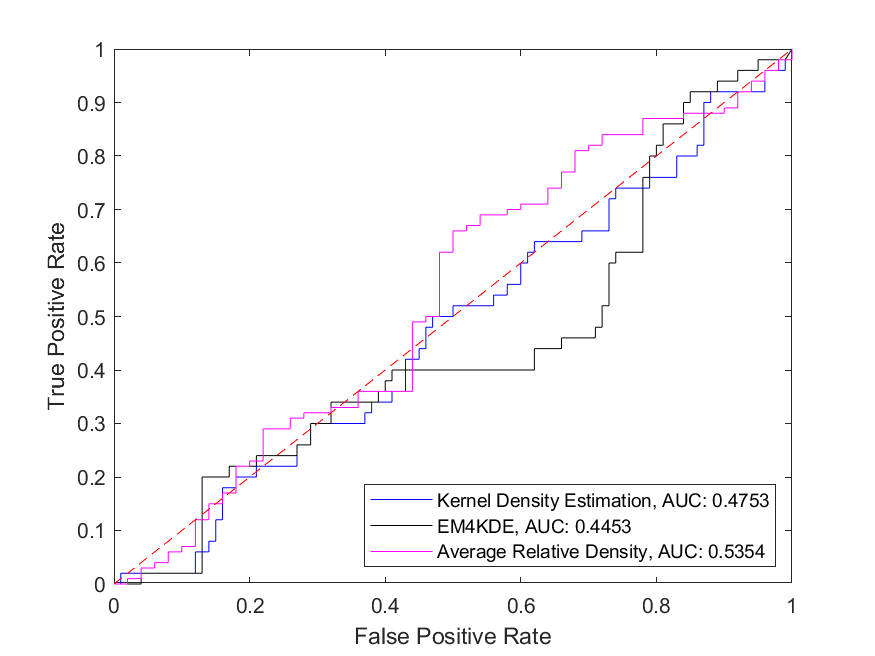 1
0.9
0.8
0.7
0.6
0.5
0.4
0.3
0.2
0.1
0
True Positive Rate
Kernel Density Estimation, AUC: 0.4753
EM4KDE, AUC: 0.4453
Average Relative Density, AUC: 0.5354
0 0.2 0.4 0.6 0.8 1
False Positive Rate